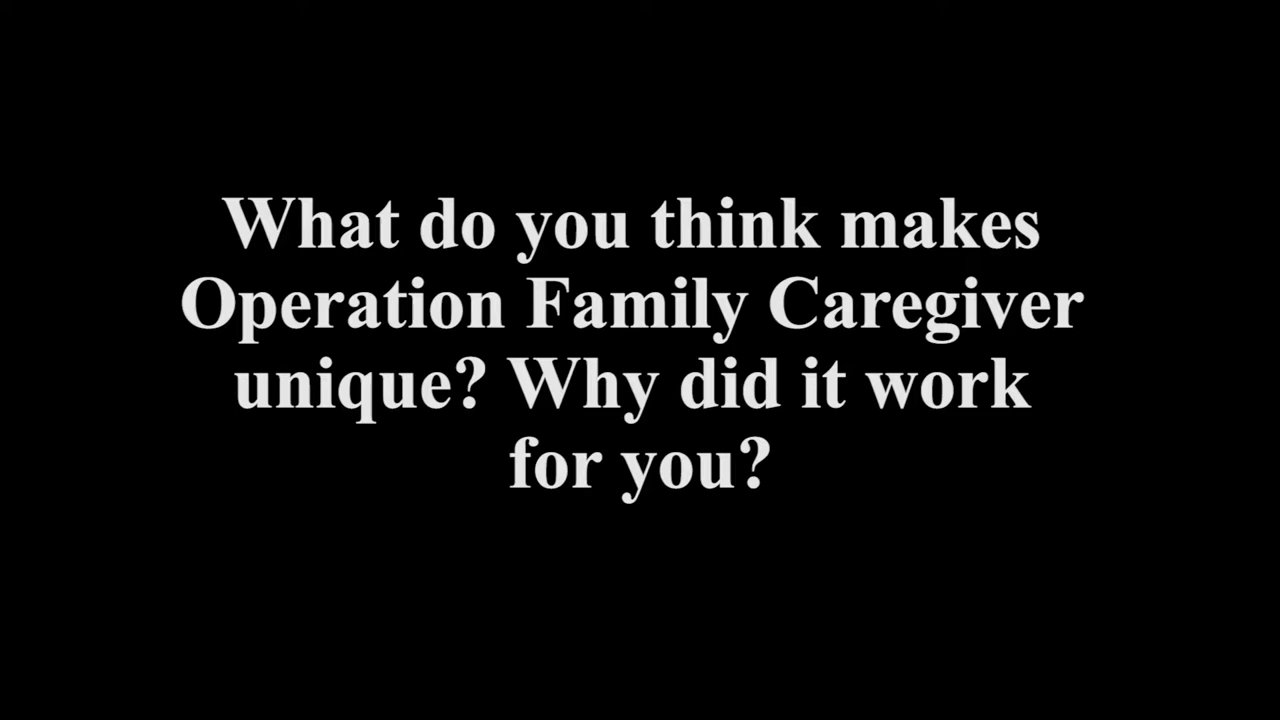 What do you think makes
Operation Family Caregiver
unique? Why did it work
for you?